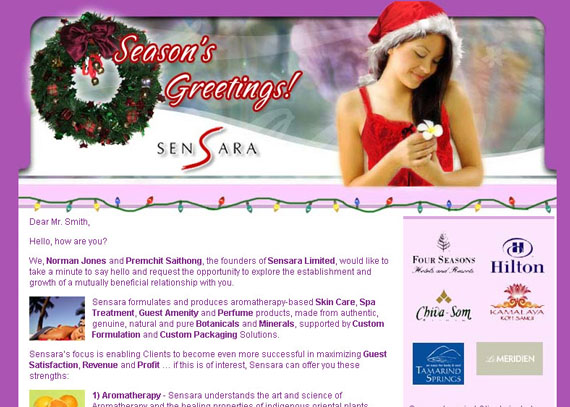 Season's
Greetings!
SENSARA
Dear Mr. Smith,
Hello, how are you?
We, Norman Jones and Premchit Saithong, the founders of Sensara Limited, would like to
take a minute to say hello and request the opportunity to explore the establishment and
growth of a mutually beneficial relationship with you.
Sensara formulates and produces aromatherapy-based Skin Care, Spa
Treatment, Guest Amenity and Perfume products, made from authentic,
genuine, natural and pure Botanicals and Minerals, supported by Custom
Formulation and Custom Packaging Solutions.
Sensara's focus is enabling Clients to become even more successful in maximizing Guest
Satisfaction, Revenue and Profit ... if this is of interest, Sensara can offer you these
strengths:
1) Aromatherapy - Sensara understands the art and science of
Aromatherapy and the healing properties of indigenous oriental plants
FOUR SEASONS
Hotels and Resorts
Hilton
CHIVA-SOM
KAMALAYA
KOH SAMUI
TAMARIND
SPRINGS
Le MERIDIEN